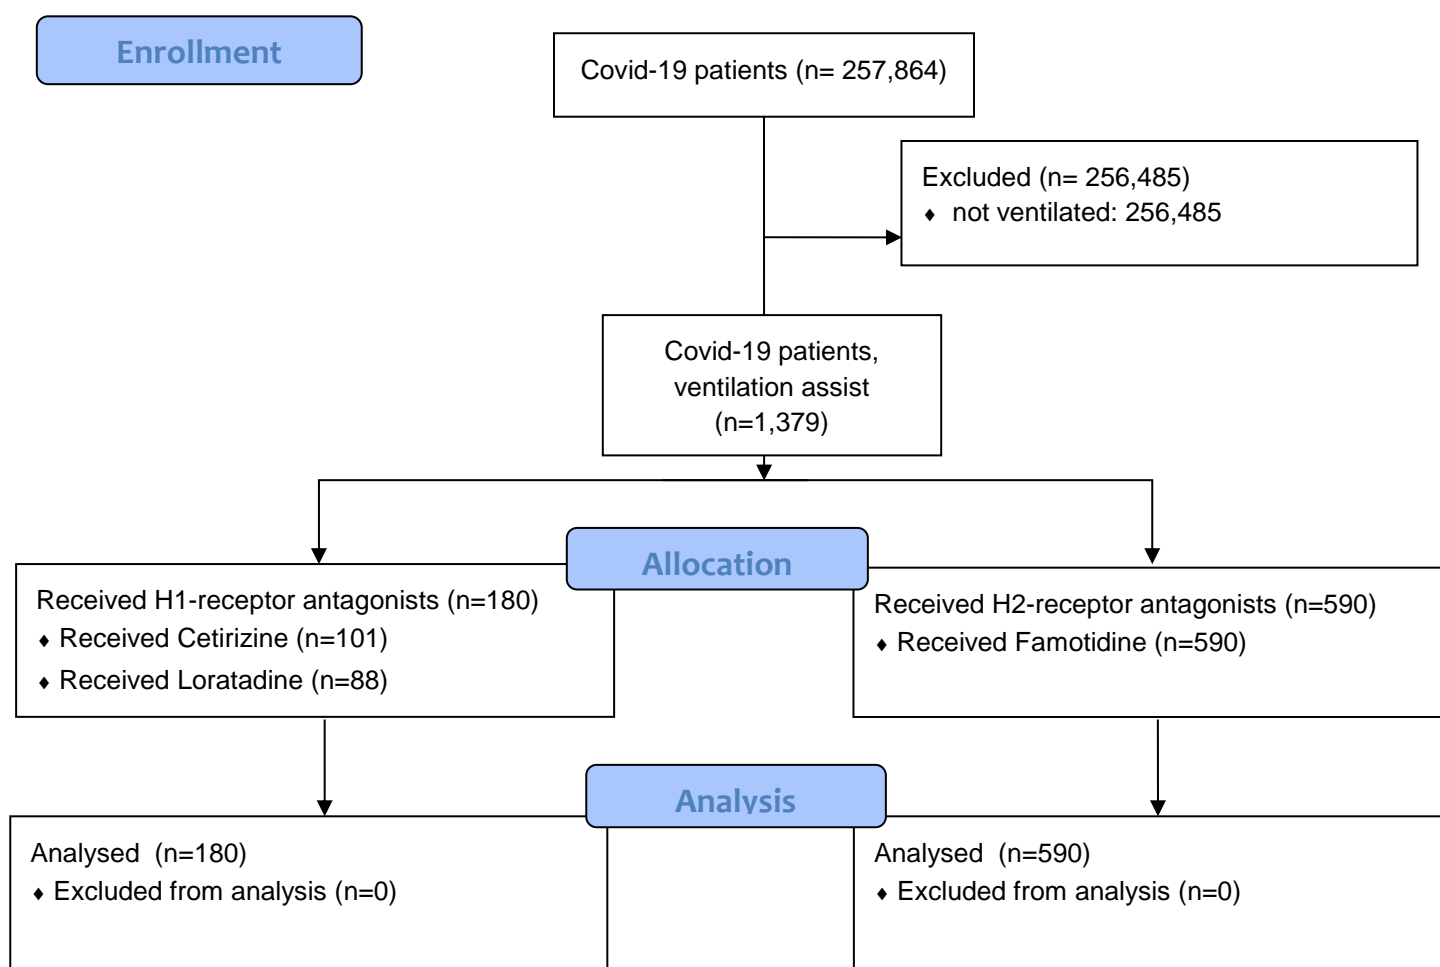 Enrollment
Covid-19 patients (n= 257,864)
Excluded (n= 256,485)
♦ not ventilated: 256,485
Covid-19 patients,
ventilation assist
(n=1,379)
Allocation
Received H1-receptor antagonists (n=180)
♦ Received Cetirizine (n=101)
♦ Received Loratadine (n=88)
Received H2-receptor antagonists (n=590)
♦ Received Famotidine (n=590)
Analysis
Analysed  (n=180)
♦ Excluded from analysis (n=0)
Analysed  (n=590)
♦ Excluded from analysis (n=0)